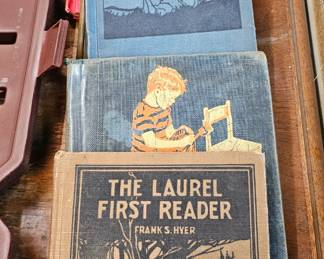 THE LAUREL
FIRST READER
FRANK S. HYER